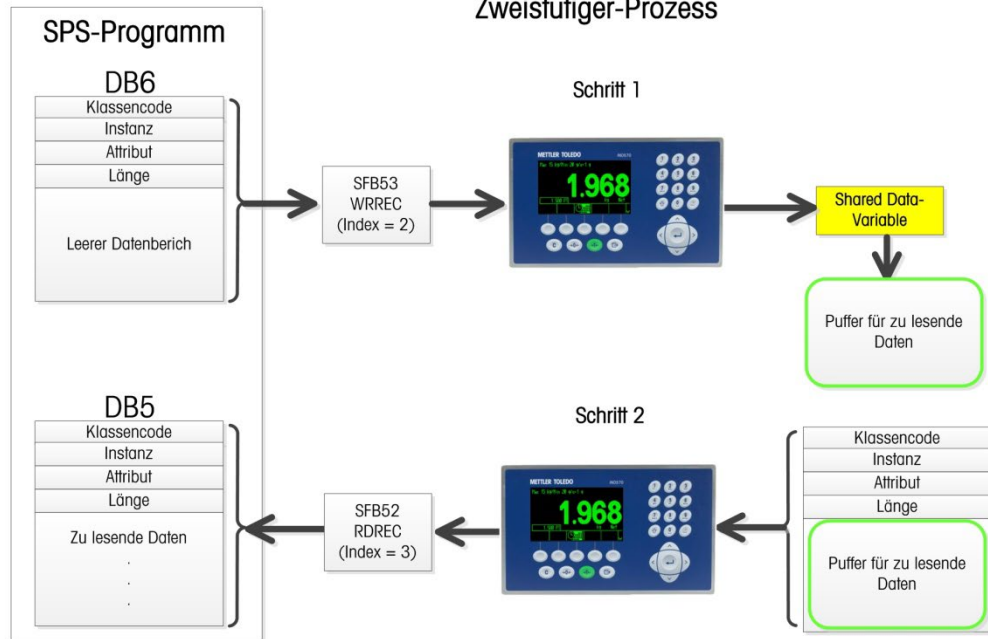 Zweistufiger-Prozess
SPS-Programm
DB6
Klassencode
Instanz
Attribut
Länge
Leerer Datenberich
SFB53
WRREC
(Index = 2)
Schritt 1
METTLER TOLEDO
1.968
Shared Data-
Variable
Puffer für zu lesende
Daten
DB5
Klassencode
Instanz
Attribut
Länge
Zu lesende Daten
.
.
.
SFB52
RDREC
(Index = 3)
Schritt 2
METTLER TOLEDO
1.968
Klassencode
Instanz
Attribut
Länge
Puffer für zu lesende
Daten